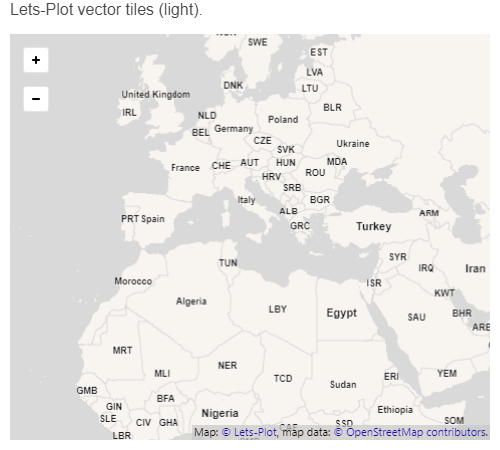 Lets-Plot vector tiles (light).
SWE
EST
+
LVA
DNK
LTU
−
United Kingdom
BLR
IRL
NLD
Poland
BEL
Germany
CZE
Ukraine
SVK
France
CHE
AUT
HUN
MDA
HRV
ROU
SRB
Italy
BGR
ALB
PRT
Spain
ARM
GRC
Turkey
TUN
SYR
IRQ
Iran
Morocco
ISR
KWT
Algeria
LBY
Egypt
SAU
BHR
ARE
MRT
MLI
NER
TCD
Sudan
ERI
YEM
GMB
BFA
GIN
Nigeria
Ethiopia
SLE
CIV
GHA
SSD
SOM
LBR
Map: © Lets-Plot, map data: © OpenStreetMap contributors.